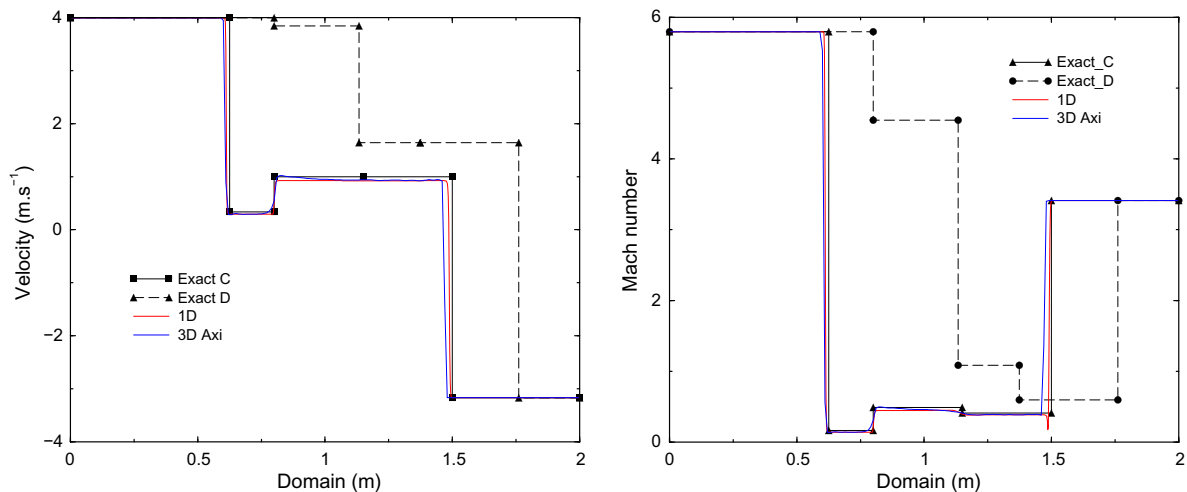 4
2
0
−2
−4
Velocity (m.s⁻¹)
Exact C
Exact D
1D
3D Axi
0
0.5
1
1.5
2
Domain (m)
6
4
2
0
Mach number
Exact_C
Exact_D
1D
3D Axi
0
0.5
1
1.5
2
Domain (m)